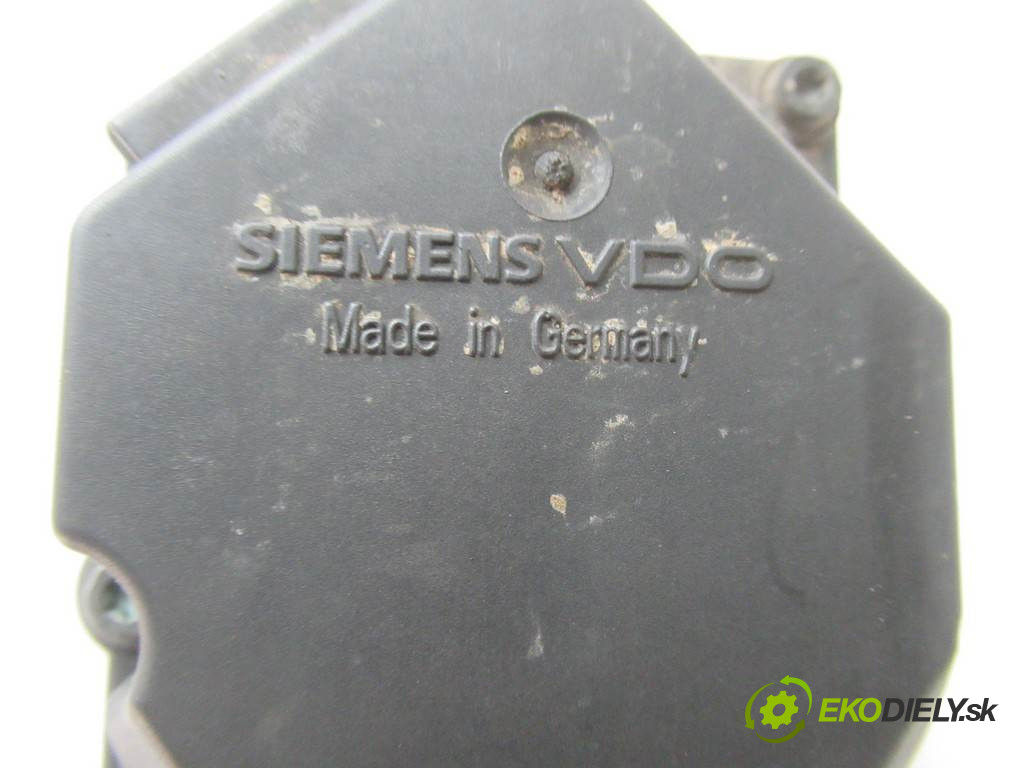 SIEMENS VDO
Made in Germany
EKODIELY.sk